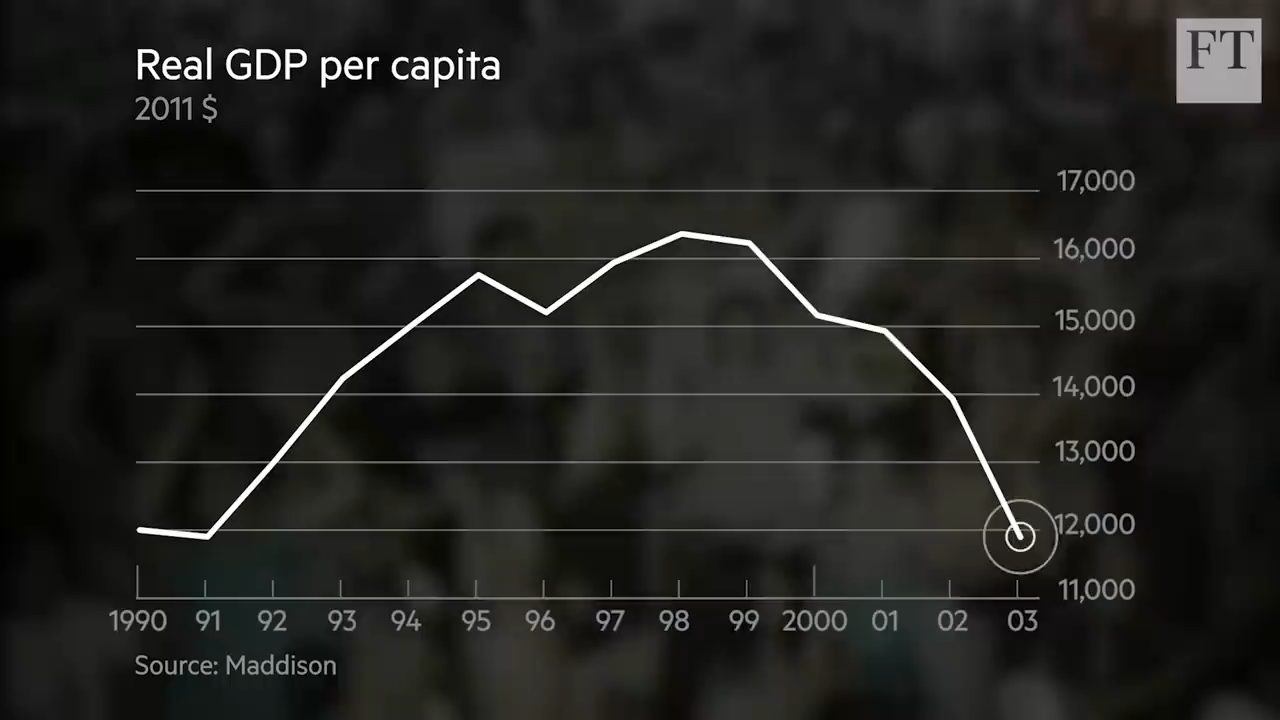 FT
Real GDP per capita
2011 $
17,000
16,000
15,000
14,000
13,000
12,000
11,000
1990 91 92 93 94 95 96 97 98 99 2000 01 02 03
Source: Maddison